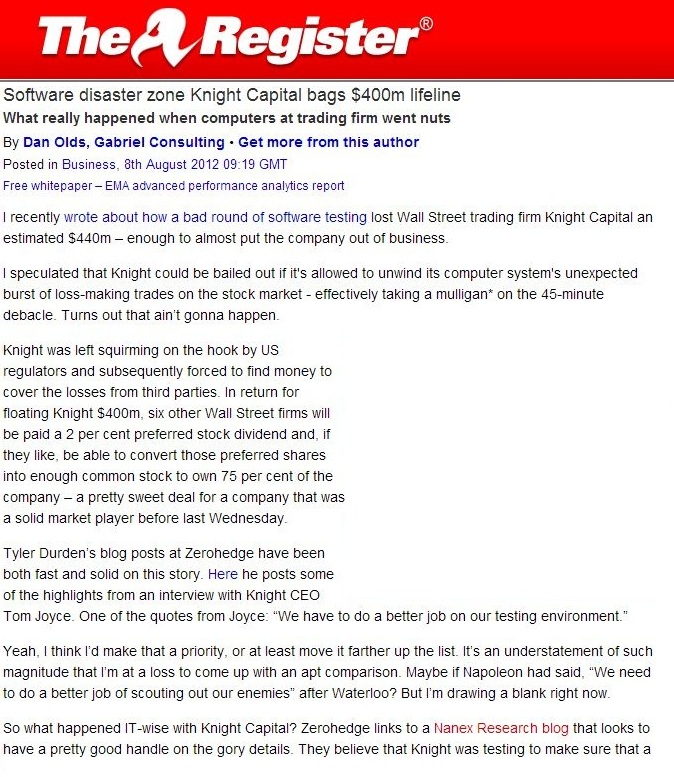 The Register®
Software disaster zone Knight Capital bags $400m lifeline
What really happened when computers at trading firm went nuts
By Dan Olds, Gabriel Consulting • Get more from this author
Posted in Business, 8th August 2012 09:19 GMT
Free whitepaper – EMA advanced performance analytics report
I recently wrote about how a bad round of software testing lost Wall Street trading firm Knight Capital an
estimated $440m – enough to almost put the company out of business.
I speculated that Knight could be bailed out if it's allowed to unwind its computer system's unexpected
burst of loss-making trades on the stock market - effectively taking a mulligan* on the 45-minute
debacle. Turns out that ain’t gonna happen.
Knight was left squirming on the hook by US
regulators and subsequently forced to find money to
cover the losses from third parties. In return for
floating Knight $400m, six other Wall Street firms will
be paid a 2 per cent preferred stock dividend and, if
they like, be able to convert those preferred shares
into enough common stock to own 75 per cent of the
company – a pretty sweet deal for a company that was
a solid market player before last Wednesday.
Tyler Durden’s blog posts at Zerohedge have been
both fast and solid on this story. Here he posts some
of the highlights from an interview with Knight CEO
Tom Joyce. One of the quotes from Joyce: “We have to do a better job on our testing environment.”
Yeah, I think I’d make that a priority, or at least move it farther up the list. It’s an understatement of such
magnitude that I’m at a loss to come up with an apt comparison. Maybe if Napoleon had said, “We need
to do a better job of scouting out our enemies” after Waterloo? But I’m drawing a blank right now.
So what happened IT-wise with Knight Capital? Zerohedge links to a Nanex Research blog that looks to
have a pretty good handle on the gory details. They believe that Knight was testing to make sure that a